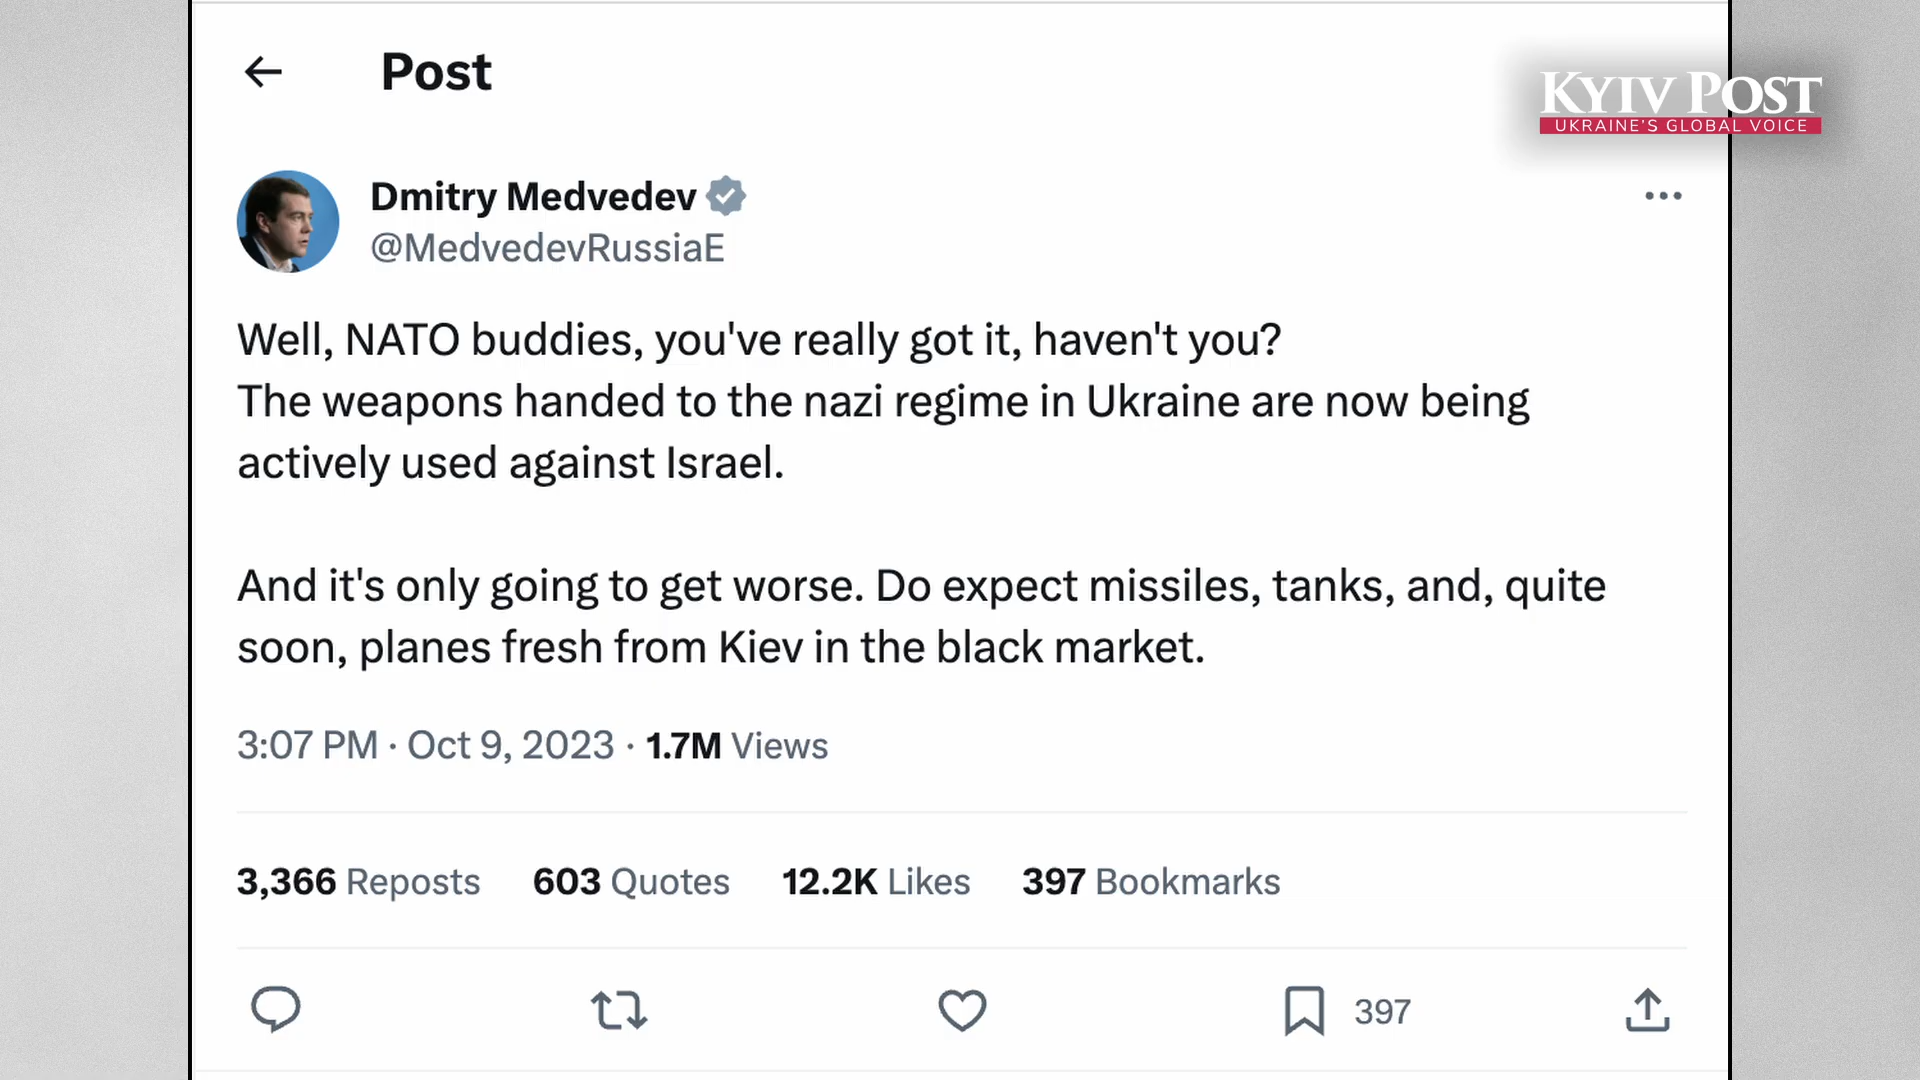 Post
KYIV POST
UKRAINE'S GLOBAL VOICE
Dmitry Medvedev
@MedvedevRussiaE
Well, NATO buddies, you've really got it, haven't you?
The weapons handed to the nazi regime in Ukraine are now being
actively used against Israel.
And it's only going to get worse. Do expect missiles, tanks, and, quite
soon, planes fresh from Kiev in the black market.
3:07 PM · Oct 9, 2023 · 1.7M Views
3,366 Reposts 603 Quotes 12.2K Likes 397 Bookmarks
397